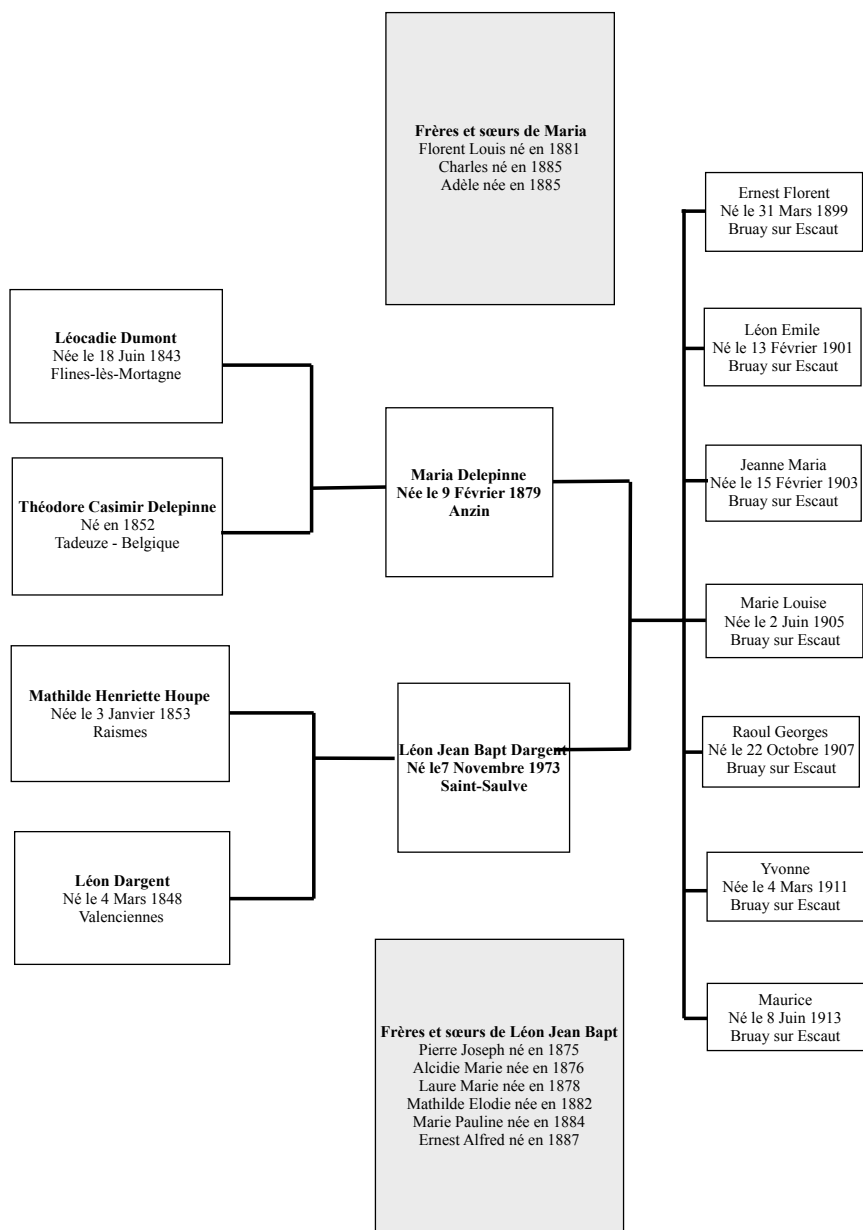 Frères et sœurs de Maria
Florent Louis né en 1881
Charles né en 1885
Adèle née en 1885
Léocadie Dumont
Née le 18 Juin 1843
Flines-lès-Mortagne
Théodore Casimir Delepinne
Né en 1852
Tadeuze - Belgique
Mathilde Henriette Houpe
Née le 3 Janvier 1853
Raismes
Léon Dargent
Né le 4 Mars 1848
Valenciennes
Maria Delepinne
Née le 9 Février 1879
Anzin
Léon Jean Bapt Dargent
Né le7 Novembre 1973
Saint-Saulve
Frères et sœurs de Léon Jean Bapt
Pierre Joseph né en 1875
Alcidie Marie née en 1876
Laure Marie née en 1878
Mathilde Elodie née en 1882
Marie Pauline née en 1884
Ernest Alfred né en 1887
Ernest Florent
Né le 31 Mars 1899
Bruay sur Escaut
Léon Emile
Né le 13 Février 1901
Bruay sur Escaut
Jeanne Maria
Née le 15 Février 1903
Bruay sur Escaut
Marie Louise
Née le 2 Juin 1905
Bruay sur Escaut
Raoul Georges
Né le 22 Octobre 1907
Bruay sur Escaut
Yvonne
Née le 4 Mars 1911
Bruay sur Escaut
Maurice
Né le 8 Juin 1913
Bruay sur Escaut